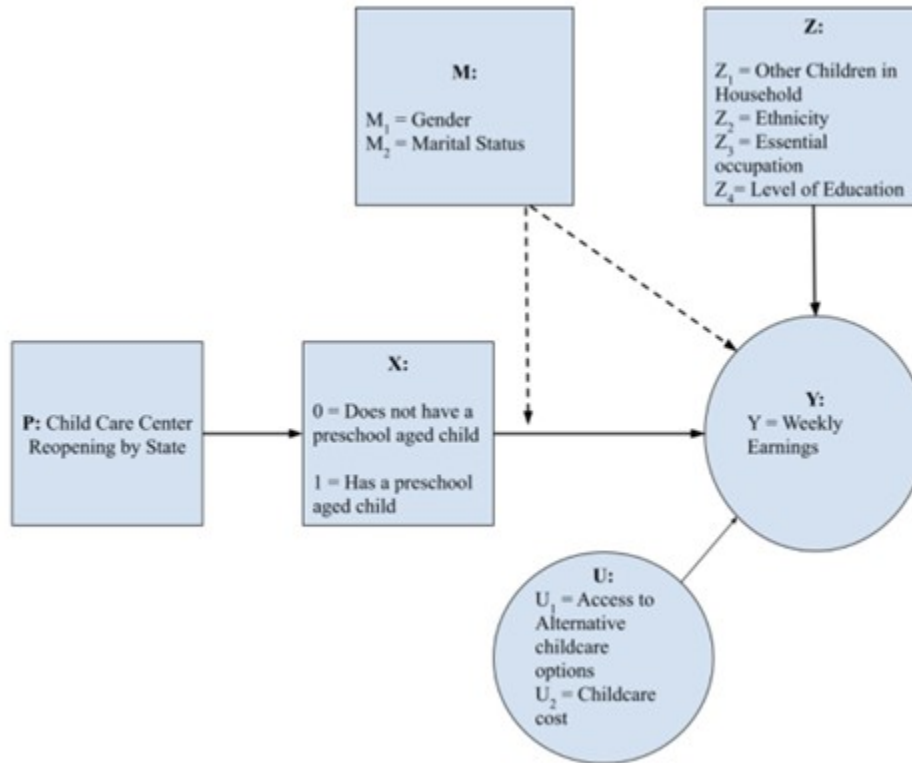 M:
M₁ = Gender
M₂ = Marital Status
Z:
Z₁ = Other Children in
Household
Z₂ = Ethnicity
Z₃ = Essential
occupation
Z₄= Level of Education
P: Child Care Center
Reopening by State
X:
0 = Does not have a
preschool aged child
1 = Has a preschool
aged child
Y:
Y = Weekly
Earnings
U:
U₁ = Access to
Alternative
childcare
options
U₂ = Childcare
cost